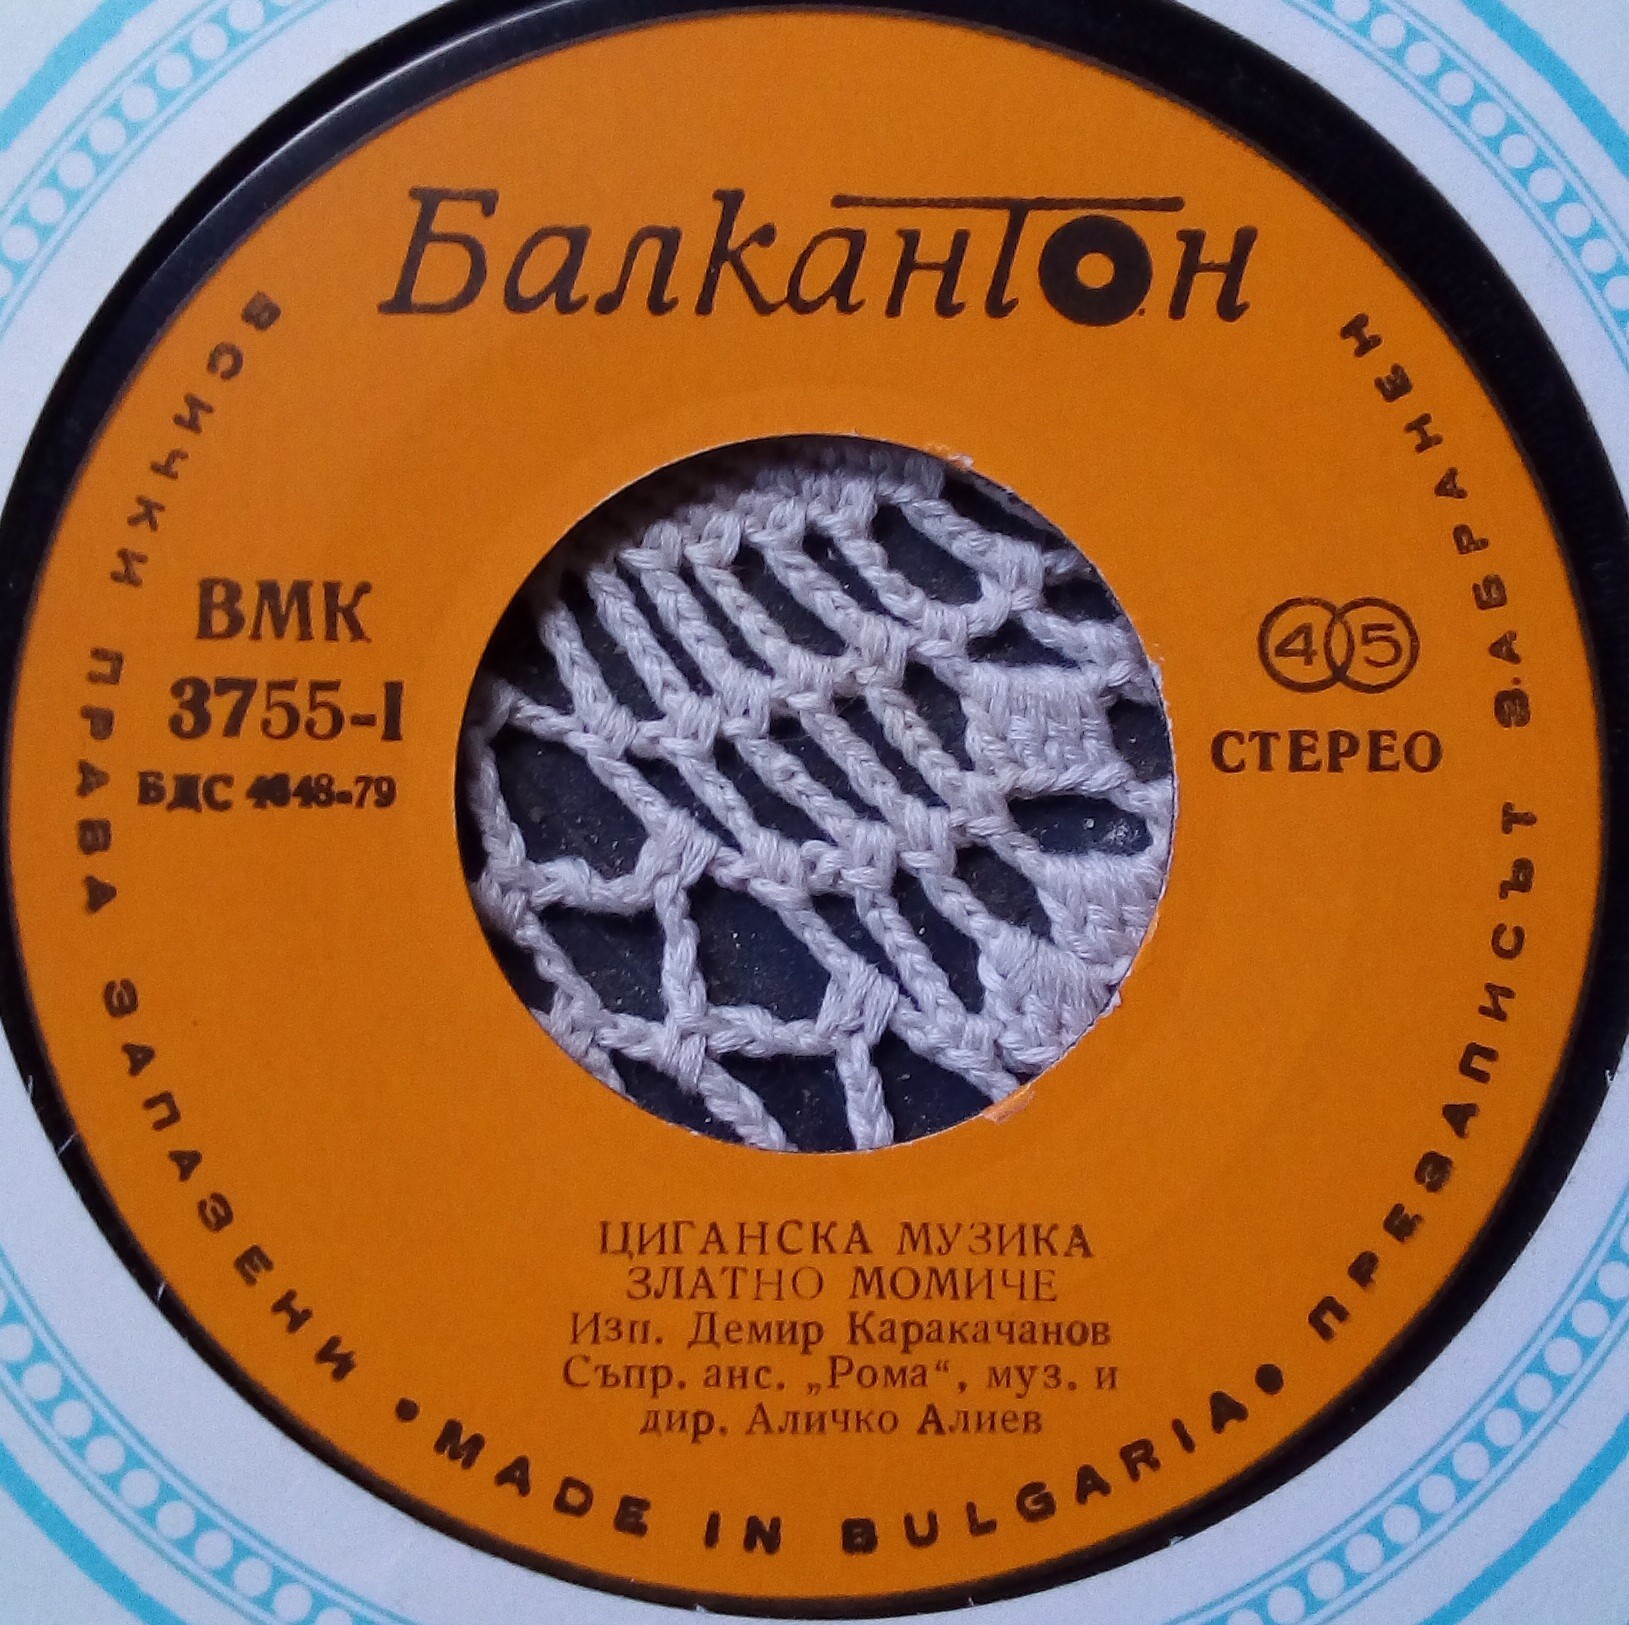 Балкантон
ВСИЧКИ ПРАВА ЗАПАЗЕНИ
• MADE IN BULGARIA •
ПРЕЗАПИСЪТ ЗАБРАНЕН
ВМК
3755-I
БДС 4648-79
45
СТЕРЕО
ЦИГАНСКА МУЗИКА
ЗЛАТНО МОМИЧЕ
Изп. Демир Каракачанов
Съпр. анс. „Рома“, муз. и
дир. Аличко Алиев